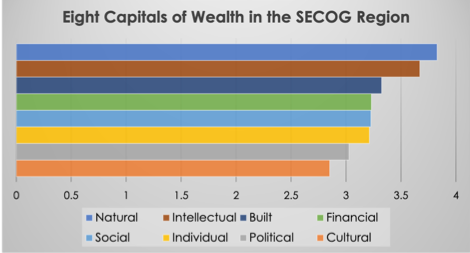 Eight Capitals of Wealth in the SECOG Region
0 0.5 1 1.5 2 2.5 3 3.5 4
Natural Intellectual Built Financial
Social Individual Political Cultural